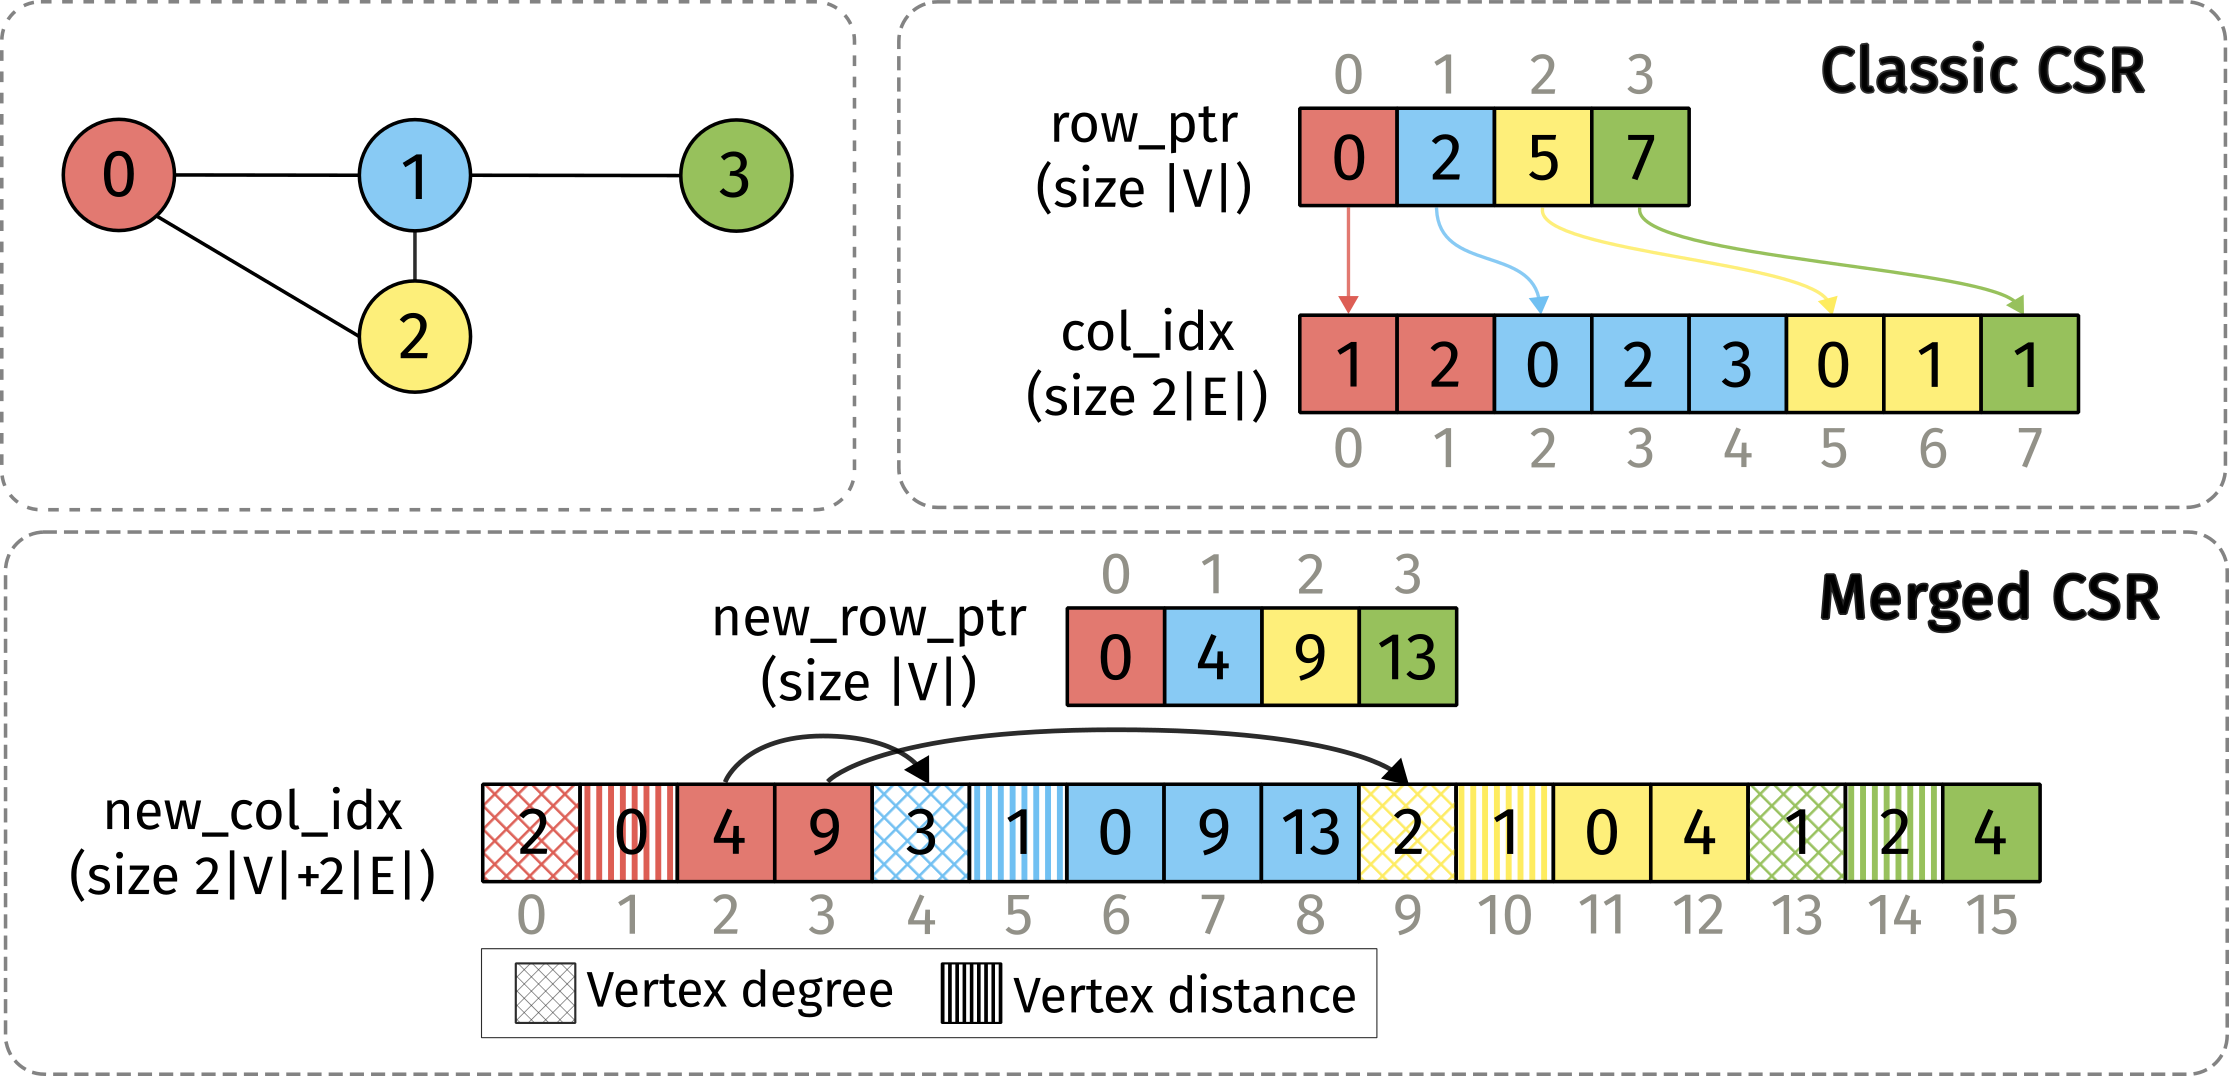 0 1 3
2
Classic CSR
0 1 2 3
row_ptr
(size |V|)
0 2 5 7
col_idx
(size 2|E|)
1 2 0 2 3 0 1 1
0 1 2 3 4 5 6 7
Merged CSR
0 1 2 3
new_row_ptr
(size |V|)
0 4 9 13
new_col_idx
(size 2|V|+2|E|)
2 0 4 9 3 1 0 9 13 2 1 0 4 1 2 4
0 1 2 3 4 5 6 7 8 9 10 11 12 13 14 15
Vertex degree
Vertex distance